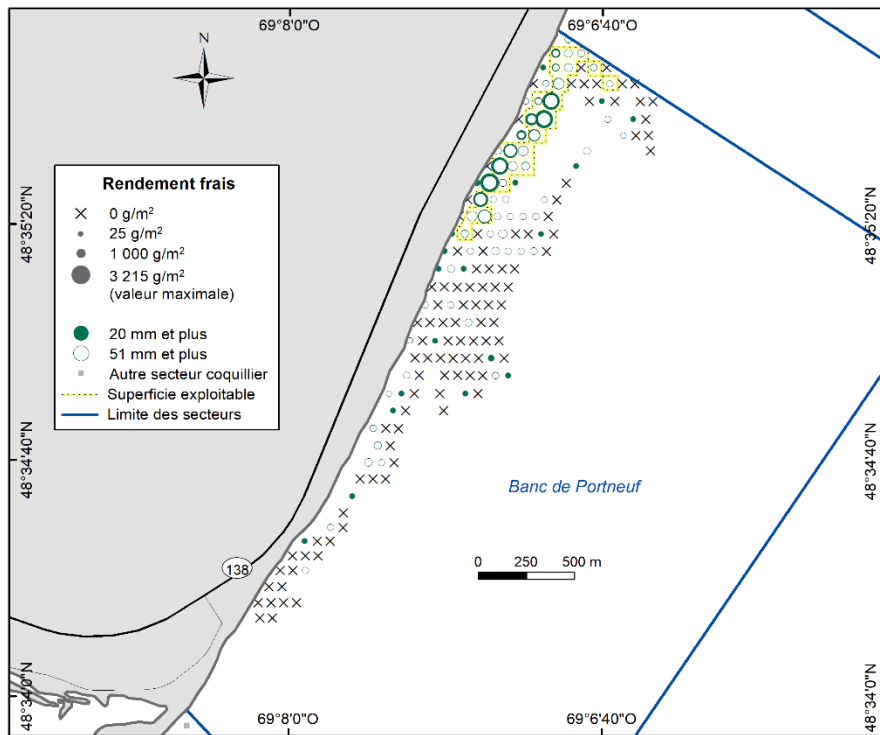 69°8'0"O
69°6'40"O
N
48°35'20"N
48°35'20"N
Rendement frais
0 g/m²
25 g/m²
1 000 g/m²
3 215 g/m²
(valeur maximale)
20 mm et plus
51 mm et plus
Autre secteur coquillier
Superficie exploitable
Limite des secteurs
48°34'40"N
48°34'40"N
Banc de Portneuf
0 250 500 m
138
48°34'0"N
48°34'0"N
69°8'0"O
69°6'40"O